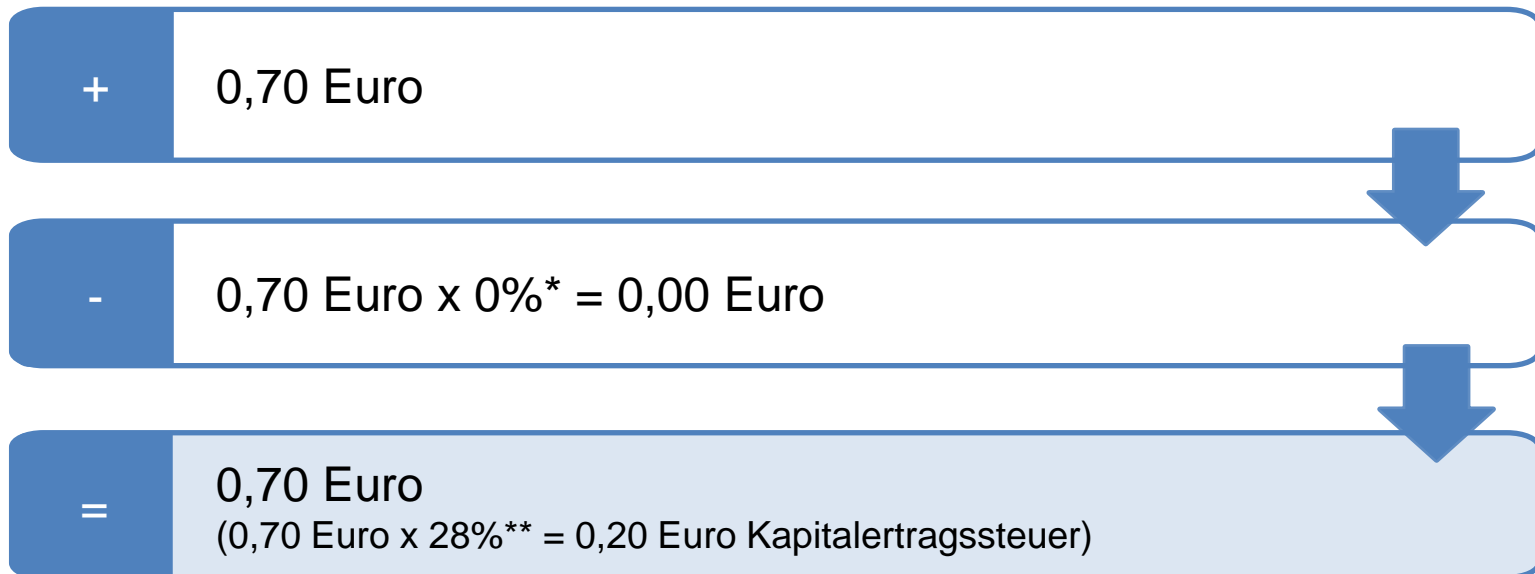 +
0,70 Euro
-
0,70 Euro x 0%* = 0,00 Euro
=
0,70 Euro
(0,70 Euro x 28%** = 0,20 Euro Kapitalertragssteuer)